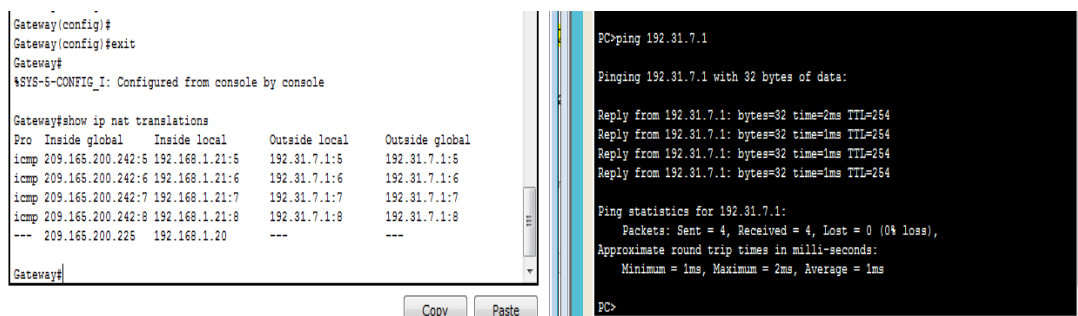 Gateway(config)#
Gateway(config)#exit
Gateway#
%SYS-5-CONFIG_I: Configured from console by console
Gateway#show ip nat translations
Pro Inside global Inside local Outside local Outside global
icmp 209.165.200.242:5 192.168.1.21:5 192.31.7.1:5 192.31.7.1:5
icmp 209.165.200.242:6 192.168.1.21:6 192.31.7.1:6 192.31.7.1:6
icmp 209.165.200.242:7 192.168.1.21:7 192.31.7.1:7 192.31.7.1:7
icmp 209.165.200.242:8 192.168.1.21:8 192.31.7.1:8 192.31.7.1:8
--- 209.165.200.225 192.168.1.20 --- ---
Gateway#
Copy Paste
PC>ping 192.31.7.1
Pinging 192.31.7.1 with 32 bytes of data:
Reply from 192.31.7.1: bytes=32 time=2ms TTL=254
Reply from 192.31.7.1: bytes=32 time=1ms TTL=254
Reply from 192.31.7.1: bytes=32 time=1ms TTL=254
Reply from 192.31.7.1: bytes=32 time=1ms TTL=254
Ping statistics for 192.31.7.1:
Packets: Sent = 4, Received = 4, Lost = 0 (0% loss),
Approximate round trip times in milli-seconds:
Minimum = 1ms, Maximum = 2ms, Average = 1ms
PC>